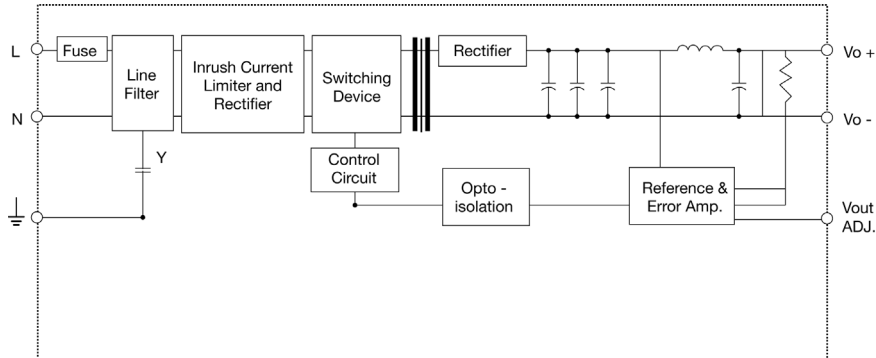 L
Fuse
Line
Filter
Inrush Current
Limiter and
Rectifier
Switching
Device
Rectifier
Vo +
N
Vo -
Y
Control
Circuit
Opto -
isolation
Reference &
Error Amp.
Vout
ADJ.